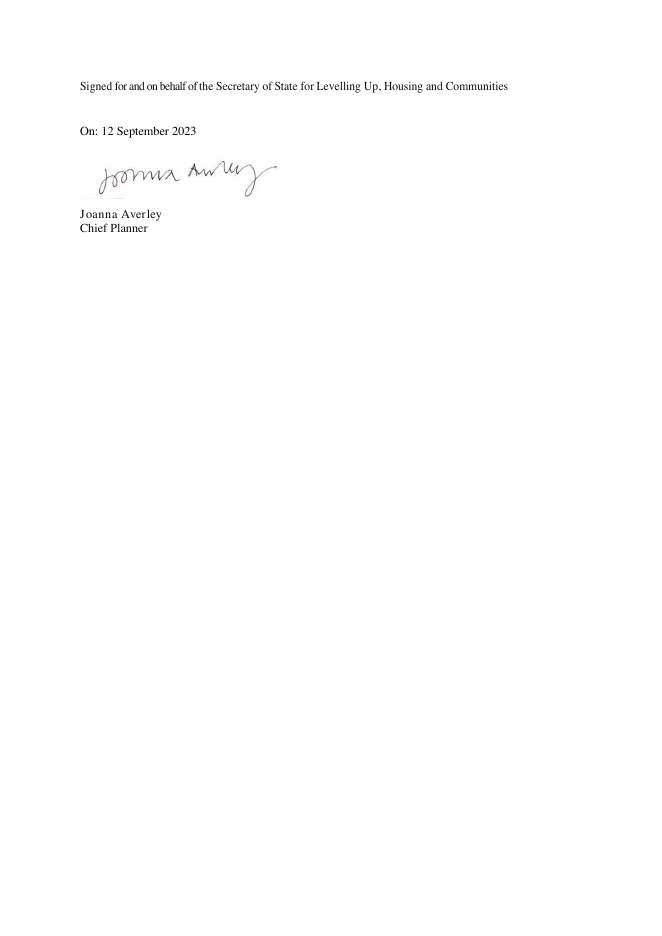 Signed for and on behalf of the Secretary of State for Levelling Up, Housing and Communities
On: 12 September 2023
Joanna Averley
Joanna Averley
Chief Planner